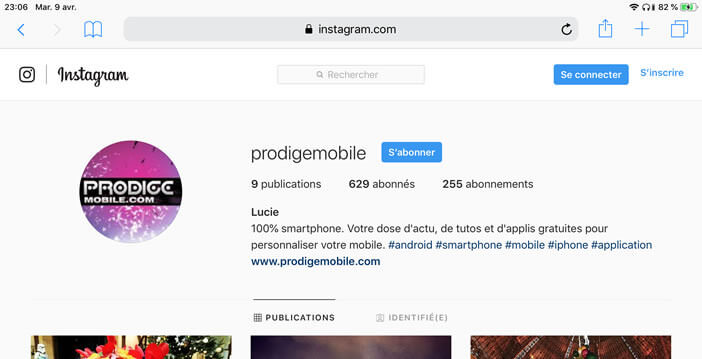 23:06 Mar. 9 avr. 82 %
instagram.com
Instagram Rechercher Se connecter S'inscrire
prodigemobile S'abonner
9 publications 629 abonnés 255 abonnements
Lucie
100% smartphone. Votre dose d'actu, de tutos et d'applis gratuites pour
personnaliser votre mobile. #android #smartphone #mobile #iphone #application
www.prodigemobile.com
PRODIGE
MOBILE.COM
PUBLICATIONS IDENTIFIÉ(E)